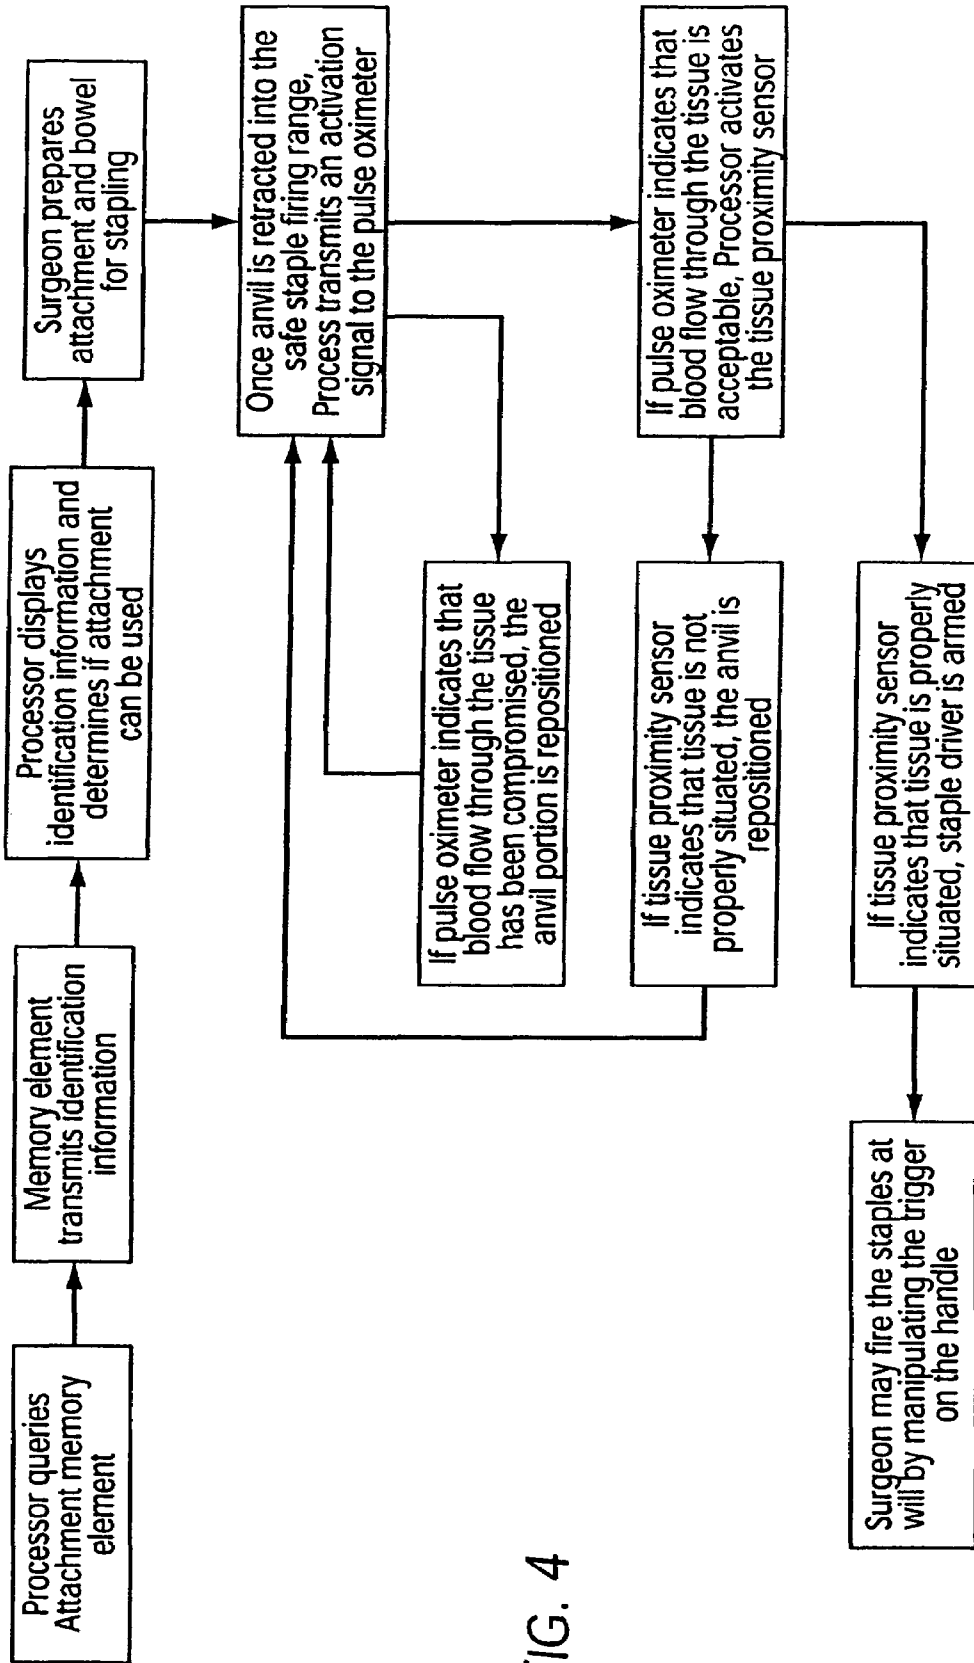 Processor queries
Attachment memory
element
Memory element
transmits identification
information
Processor displays
identification information and
determines if attachment
can be used
Surgeon prepares
attachment and bowel
for stapling
Once anvil is retracted into the
safe staple firing range,
Process transmits an activation
signal to the pulse oximeter
If pulse oximeter indicates that
blood flow through the tissue
has been compromised, the
anvil portion is repositioned
If pulse oximeter indicates that
blood flow through the tissue is
acceptable, Processor activates
the tissue proximity sensor
If tissue proximity sensor
indicates that tissue is not
properly situated, the anvil is
repositioned
If tissue proximity sensor
indicates that tissue is properly
situated, staple driver is armed
Surgeon may fire the staples at
will by manipulating the trigger
on the handle
FIG. 4